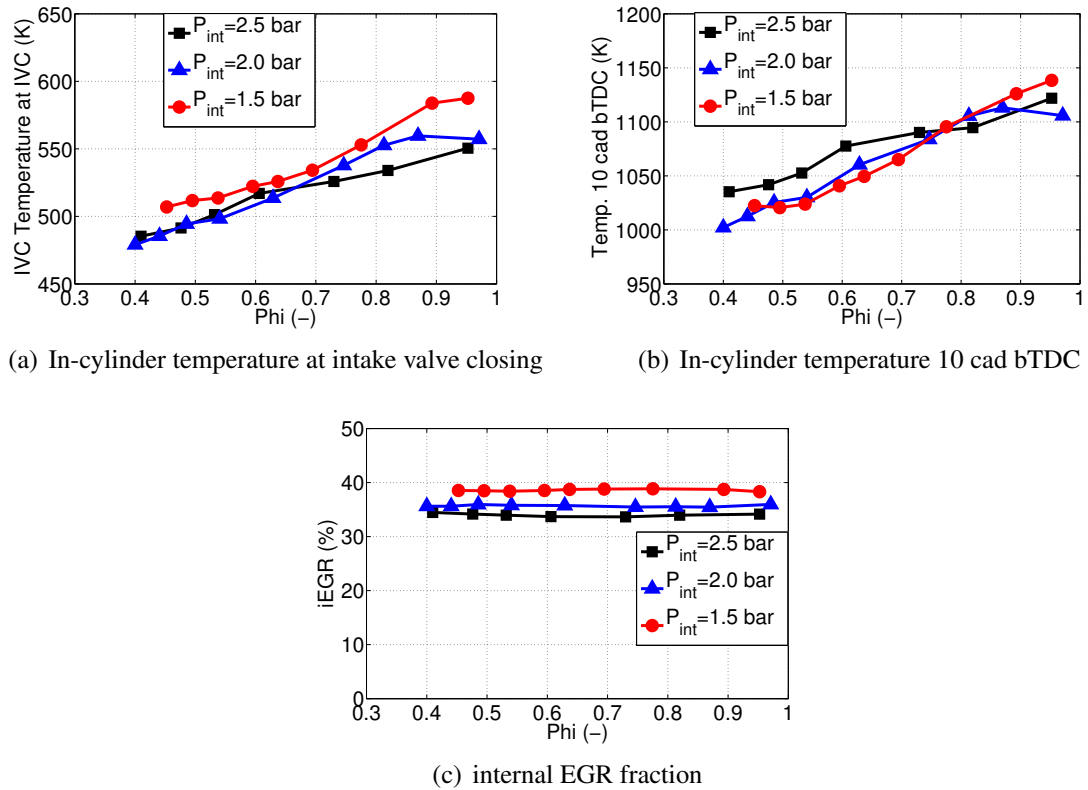 650
600
550
500
450
0.3 0.4 0.5 0.6 0.7 0.8 0.9 1
IVC Temperature at IVC (K)
Phi (−)
P_int=2.5 bar
P_int=2.0 bar
P_int=1.5 bar
(a) In-cylinder temperature at intake valve closing
1200
1150
1100
1050
1000
950
0.3 0.4 0.5 0.6 0.7 0.8 0.9 1
Temp. 10 cad bTDC (K)
Phi (−)
P_int=2.5 bar
P_int=2.0 bar
P_int=1.5 bar
(b) In-cylinder temperature 10 cad bTDC
50
40
30
20
10
0
0.3 0.4 0.5 0.6 0.7 0.8 0.9 1
iEGR (%)
Phi (−)
P_int=2.5 bar
P_int=2.0 bar
P_int=1.5 bar
(c) internal EGR fraction